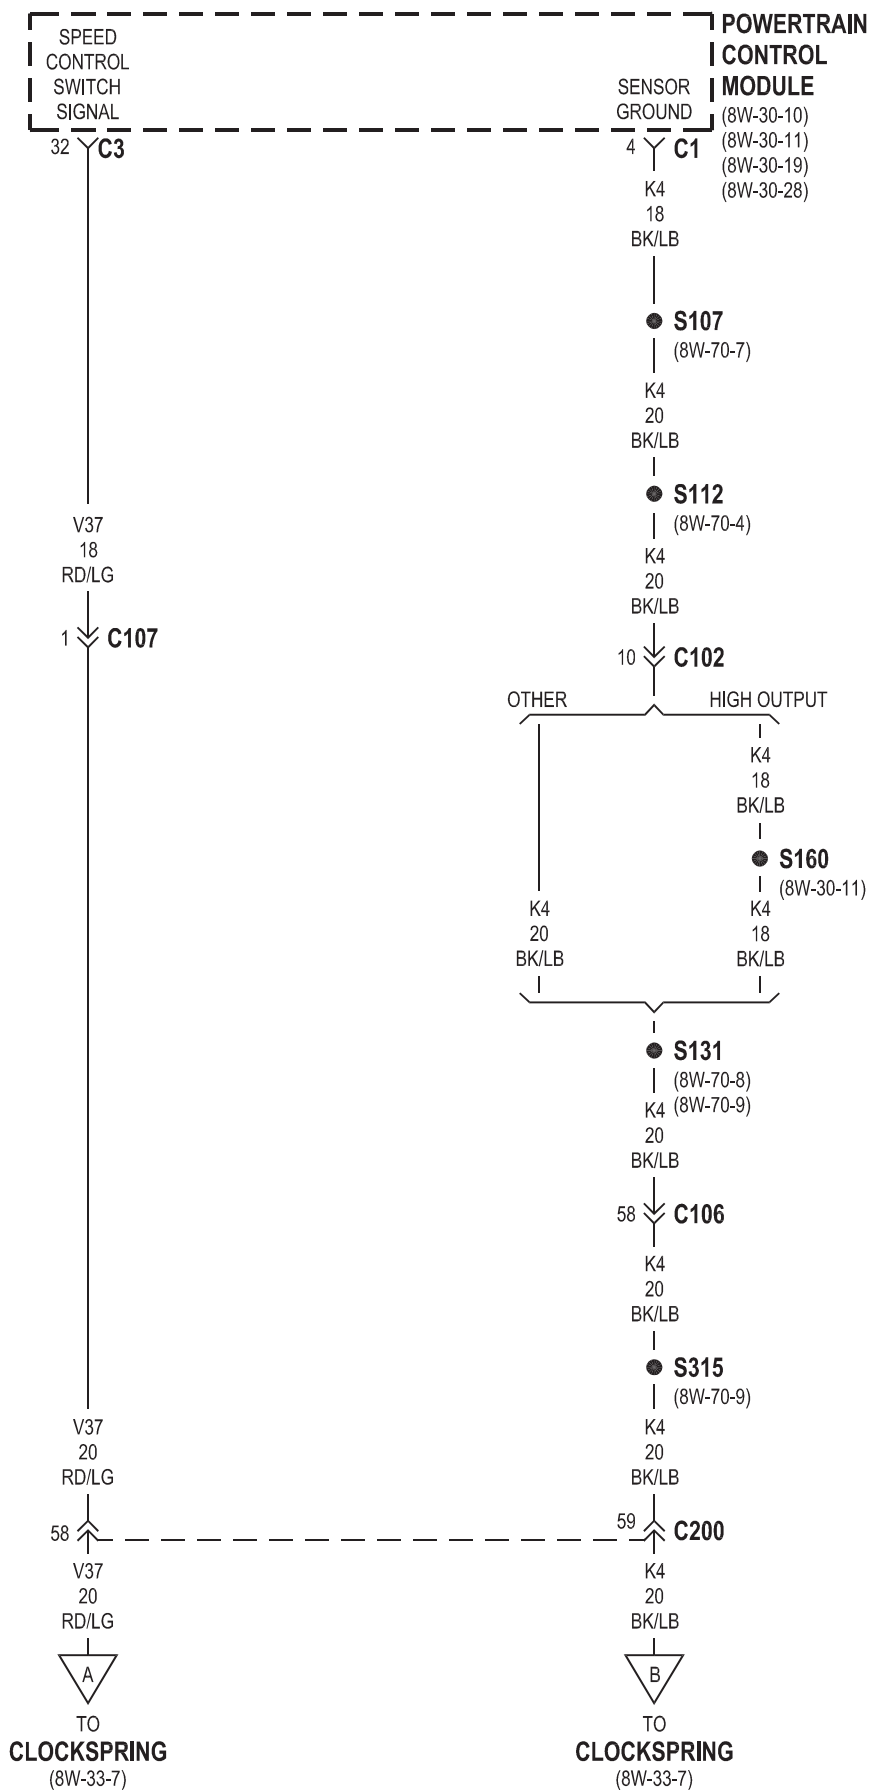 SPEED
CONTROL
SWITCH
SIGNAL
SENSOR
GROUND
POWERTRAIN
CONTROL
MODULE
(8W-30-10)
(8W-30-11)
(8W-30-19)
(8W-30-28)
32 C3
4 C1
K4
18
BK/LB
S107
(8W-70-7)
K4
20
BK/LB
S112
(8W-70-4)
V37
18
RD/LG
K4
20
BK/LB
1 C107
10 C102
OTHER HIGH OUTPUT
K4
18
BK/LB
S160
(8W-30-11)
K4
20
BK/LB
K4
18
BK/LB
S131
(8W-70-8)
(8W-70-9)
K4
20
BK/LB
58 C106
K4
20
BK/LB
S315
(8W-70-9)
V37
20
RD/LG
K4
20
BK/LB
58
59 C200
V37
20
RD/LG
K4
20
BK/LB
A
TO
CLOCKSPRING
(8W-33-7)
B
TO
CLOCKSPRING
(8W-33-7)